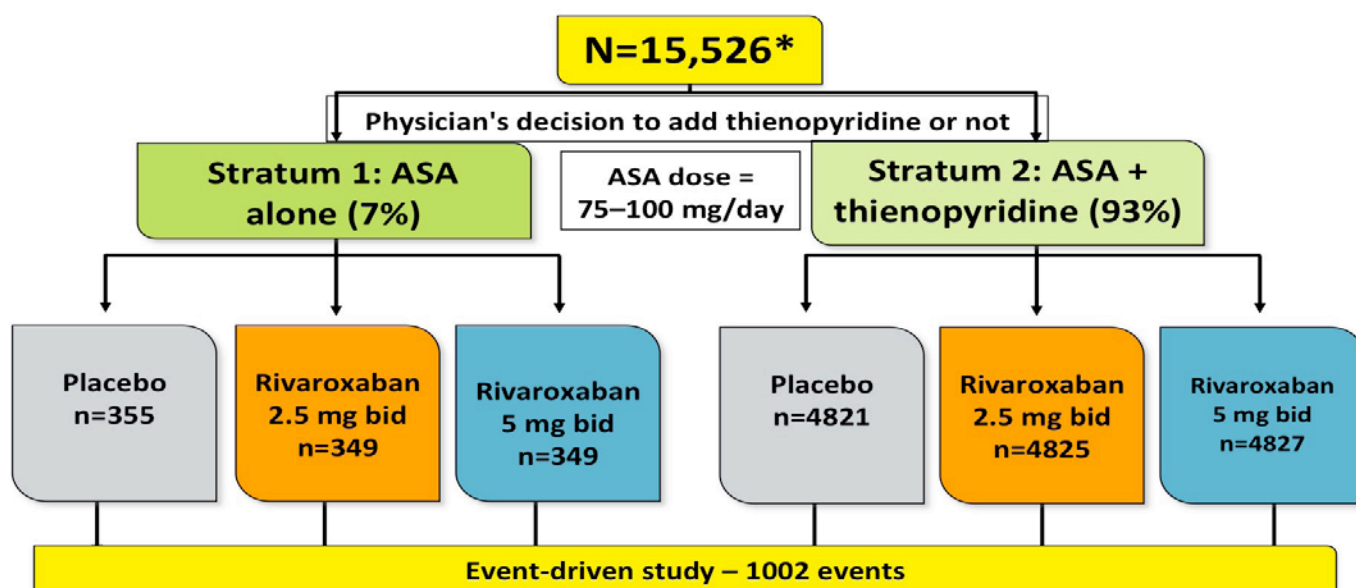 N=15,526*
Physician's decision to add thienopyridine or not
Stratum 1: ASA
alone (7%)
ASA dose =
75–100 mg/day
Stratum 2: ASA +
thienopyridine (93%)
Placebo
n=355
Rivaroxaban
2.5 mg bid
n=349
Rivaroxaban
5 mg bid
n=349
Placebo
n=4821
Rivaroxaban
2.5 mg bid
n=4825
Rivaroxaban
5 mg bid
n=4827
Event-driven study – 1002 events